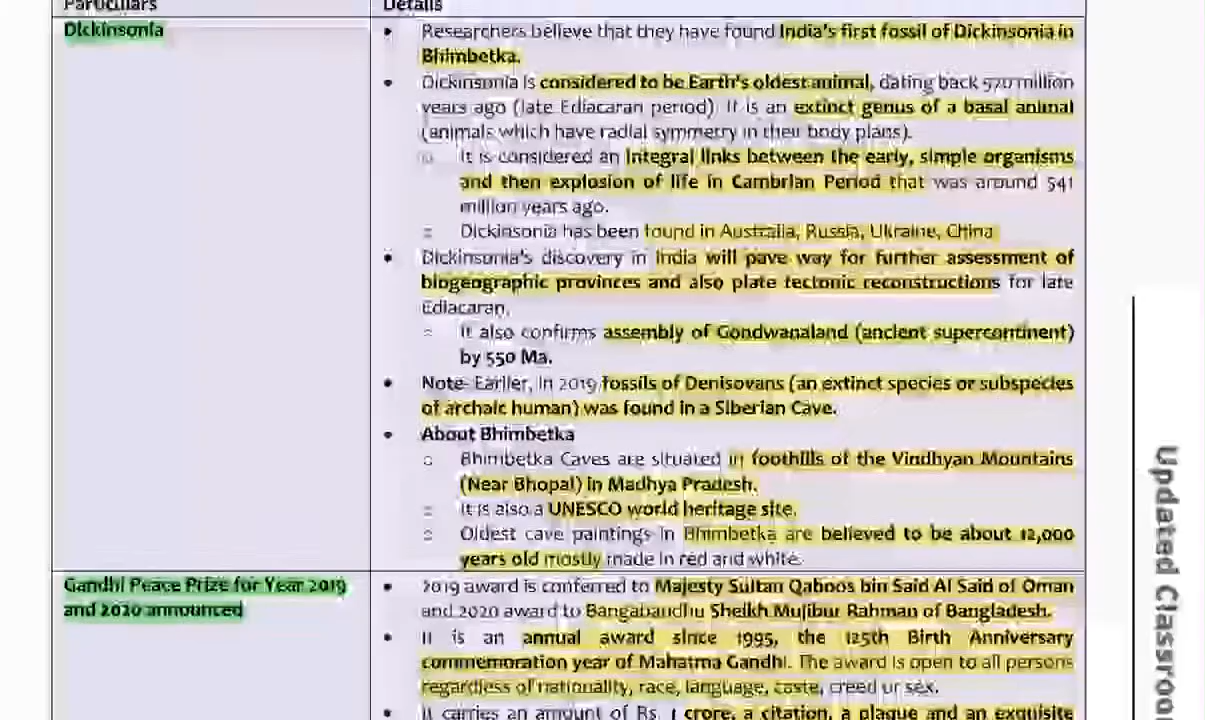 Particulars
Details
Dickinsonia
• Researchers believe that they have found India's first fossil of Dickinsonia in
Bhimbetka.
• Dickinsonia is considered to be Earth's oldest animal, dating back 570 million
years ago (late Ediacaran period). It is an extinct genus of a basal animal
(animals which have radial symmetry in their body plans).
o It is considered an integral links between the early, simple organisms
and then explosion of life in Cambrian Period that was around 541
million years ago.
o Dickinsonia has been found in Australia, Russia, Ukraine, China
• Dickinsonia's discovery in India will pave way for further assessment of
biogeographic provinces and also plate tectonic reconstructions for late
Ediacaran.
o It also confirms assembly of Gondwanaland (ancient supercontinent)
by 550 Ma.
• Note- Earlier, in 2019 fossils of Denisovans (an extinct species or subspecies
of archaic human) was found in a Siberian Cave.
• About Bhimbetka
o Bhimbetka Caves are situated in foothills of the Vindhyan Mountains
(Near Bhopal) in Madhya Pradesh.
o It is also a UNESCO world heritage site.
o Oldest cave paintings in Bhimbetka are believed to be about 12,000
years old mostly made in red and white.
Gandhi Peace Prize for Year 2019
and 2020 announced
• 2019 award is conferred to Majesty Sultan Qaboos bin Said Al Said of Oman
and 2020 award to Bangabandhu Sheikh Mujibur Rahman of Bangladesh.
• It is an annual award since 1995, the 125th Birth Anniversary
commemoration year of Mahatma Gandhi. The award is open to all persons
regardless of nationality, race, language, caste, creed or sex.
• It carries an amount of Rs. 1 crore, a citation, a plaque and an exquisite
Updated Classroo